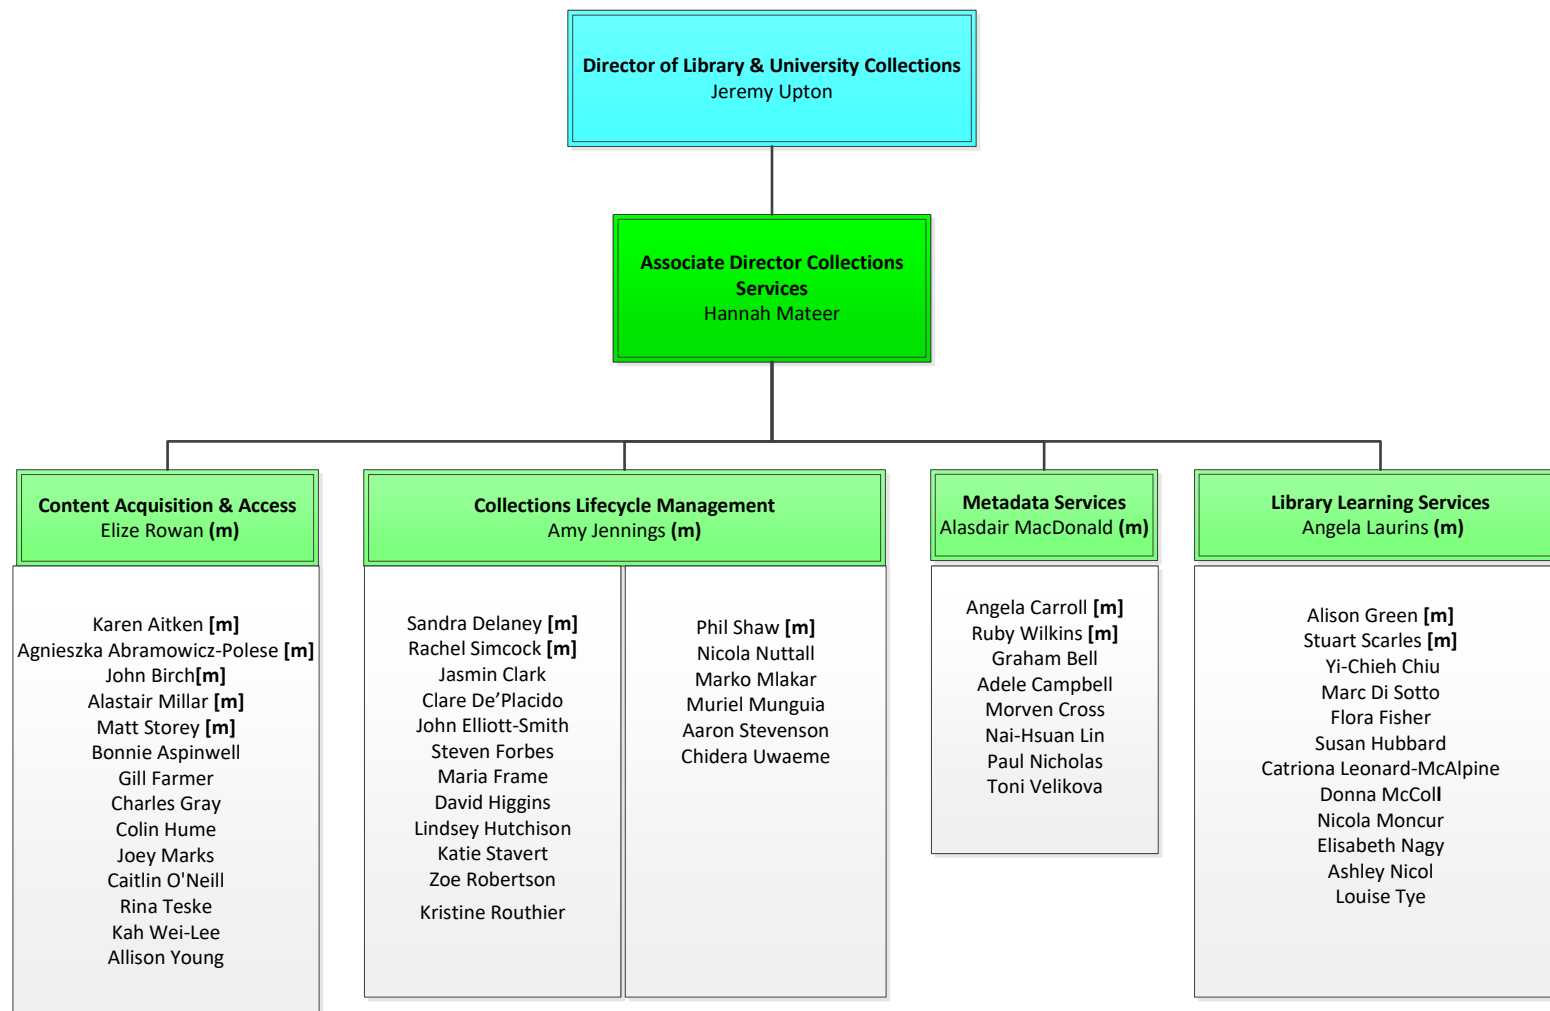 Director of Library & University Collections
Jeremy Upton
Associate Director Collections
Services
Hannah Mateer
Content Acquisition & Access
Elize Rowan (m)
Karen Aitken [m]
Agnieszka Abramowicz-Polese [m]
John Birch[m]
Alastair Millar [m]
Matt Storey [m]
Bonnie Aspinwell
Gill Farmer
Charles Gray
Colin Hume
Joey Marks
Caitlin O'Neill
Rina Teske
Kah Wei-Lee
Allison Young
Collections Lifecycle Management
Amy Jennings (m)
Sandra Delaney [m]
Rachel Simcock [m]
Jasmin Clark
Clare De’Placido
John Elliott-Smith
Steven Forbes
Maria Frame
David Higgins
Lindsey Hutchison
Katie Stavert
Zoe Robertson
Kristine Routhier
Phil Shaw [m]
Nicola Nuttall
Marko Mlakar
Muriel Munguia
Aaron Stevenson
Chidera Uwaeme
Metadata Services
Alasdair MacDonald (m)
Angela Carroll [m]
Ruby Wilkins [m]
Graham Bell
Adele Campbell
Morven Cross
Nai-Hsuan Lin
Paul Nicholas
Toni Velikova
Library Learning Services
Angela Laurins (m)
Alison Green [m]
Stuart Scarles [m]
Yi-Chieh Chiu
Marc Di Sotto
Flora Fisher
Susan Hubbard
Catriona Leonard-McAlpine
Donna McColl
Nicola Moncur
Elisabeth Nagy
Ashley Nicol
Louise Tye